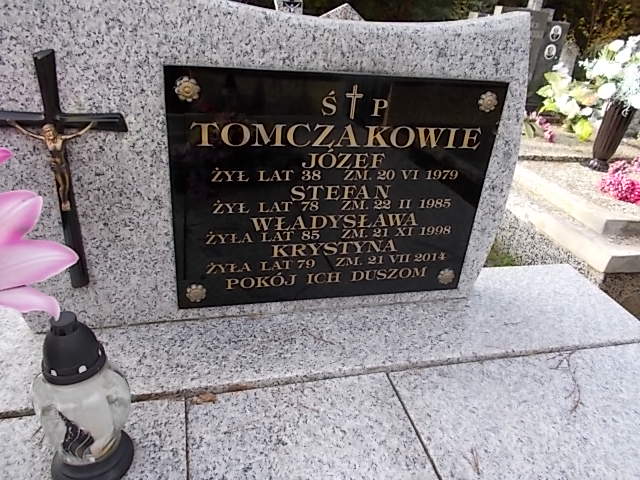 Ś P
TOMCZAKOWIE
JÓZEF
ŻYŁ LAT 38 ZM. 20 VI 1979
STEFAN
ŻYŁ LAT 78 ZM. 22 II 1985
WŁADYSŁAWA
ŻYŁA LAT 85 ZM. 21 XI 1998
KRYSTYNA
ŻYŁA LAT 79 ZM. 21 VII 2014
POKÓJ ICH DUSZOM